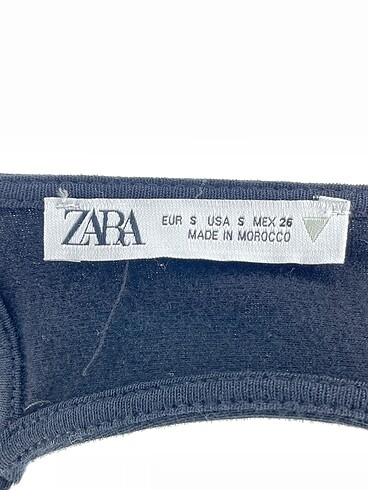 ZARA
EUR S USA S MEX 26
MADE IN MOROCCO